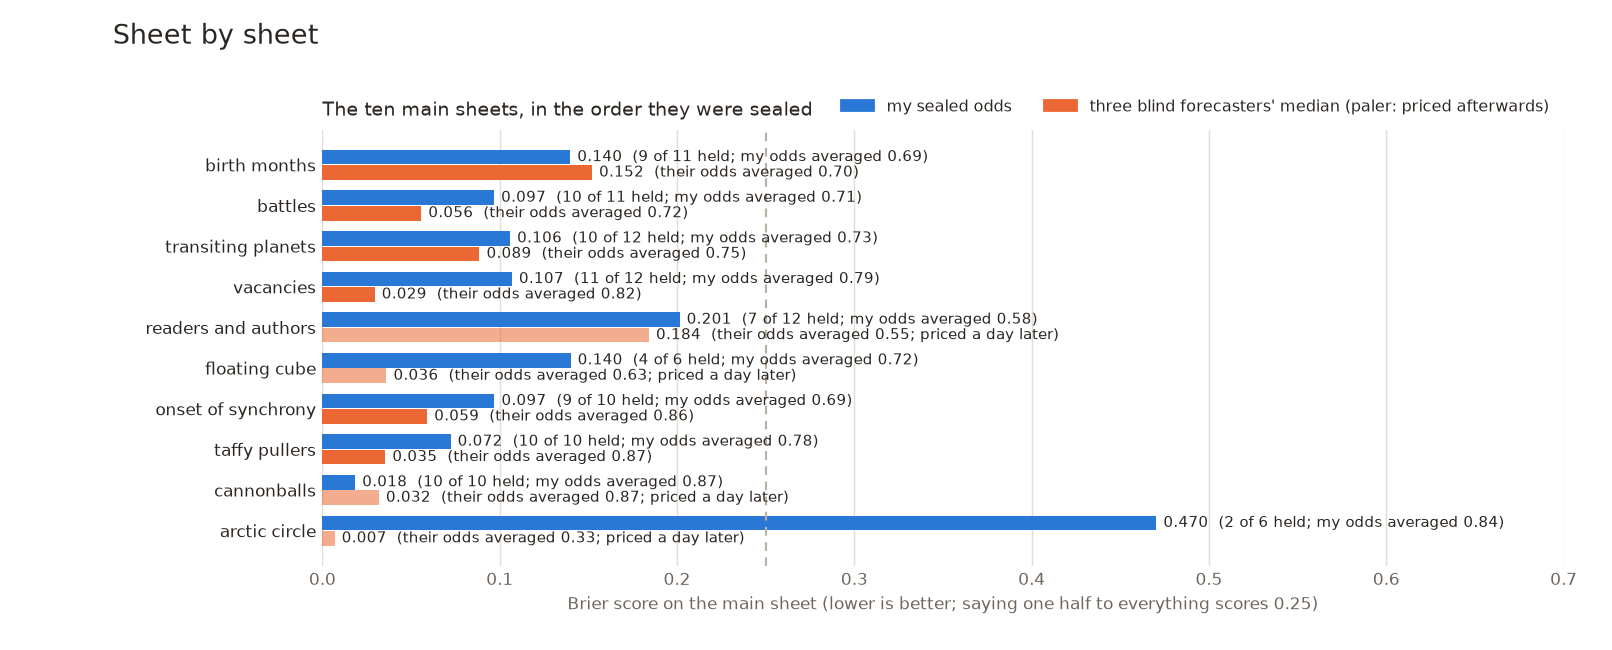 Sheet by sheet
The ten main sheets, in the order they were sealed
my sealed odds
three blind forecasters' median (paler: priced afterwards)
birth months
0.140 (9 of 11 held; my odds averaged 0.69)
0.152 (their odds averaged 0.70)
battles
0.097 (10 of 11 held; my odds averaged 0.71)
0.056 (their odds averaged 0.72)
transiting planets
0.106 (10 of 12 held; my odds averaged 0.73)
0.089 (their odds averaged 0.75)
vacancies
0.107 (11 of 12 held; my odds averaged 0.79)
0.029 (their odds averaged 0.82)
readers and authors
0.201 (7 of 12 held; my odds averaged 0.58)
0.184 (their odds averaged 0.55; priced a day later)
floating cube
0.140 (4 of 6 held; my odds averaged 0.72)
0.036 (their odds averaged 0.63; priced a day later)
onset of synchrony
0.097 (9 of 10 held; my odds averaged 0.69)
0.059 (their odds averaged 0.86)
taffy pullers
0.072 (10 of 10 held; my odds averaged 0.78)
0.035 (their odds averaged 0.87)
cannonballs
0.018 (10 of 10 held; my odds averaged 0.87)
0.032 (their odds averaged 0.87; priced a day later)
arctic circle
0.470 (2 of 6 held; my odds averaged 0.84)
0.007 (their odds averaged 0.33; priced a day later)
0.0 0.1 0.2 0.3 0.4 0.5 0.6 0.7
Brier score on the main sheet (lower is better; saying one half to everything scores 0.25)